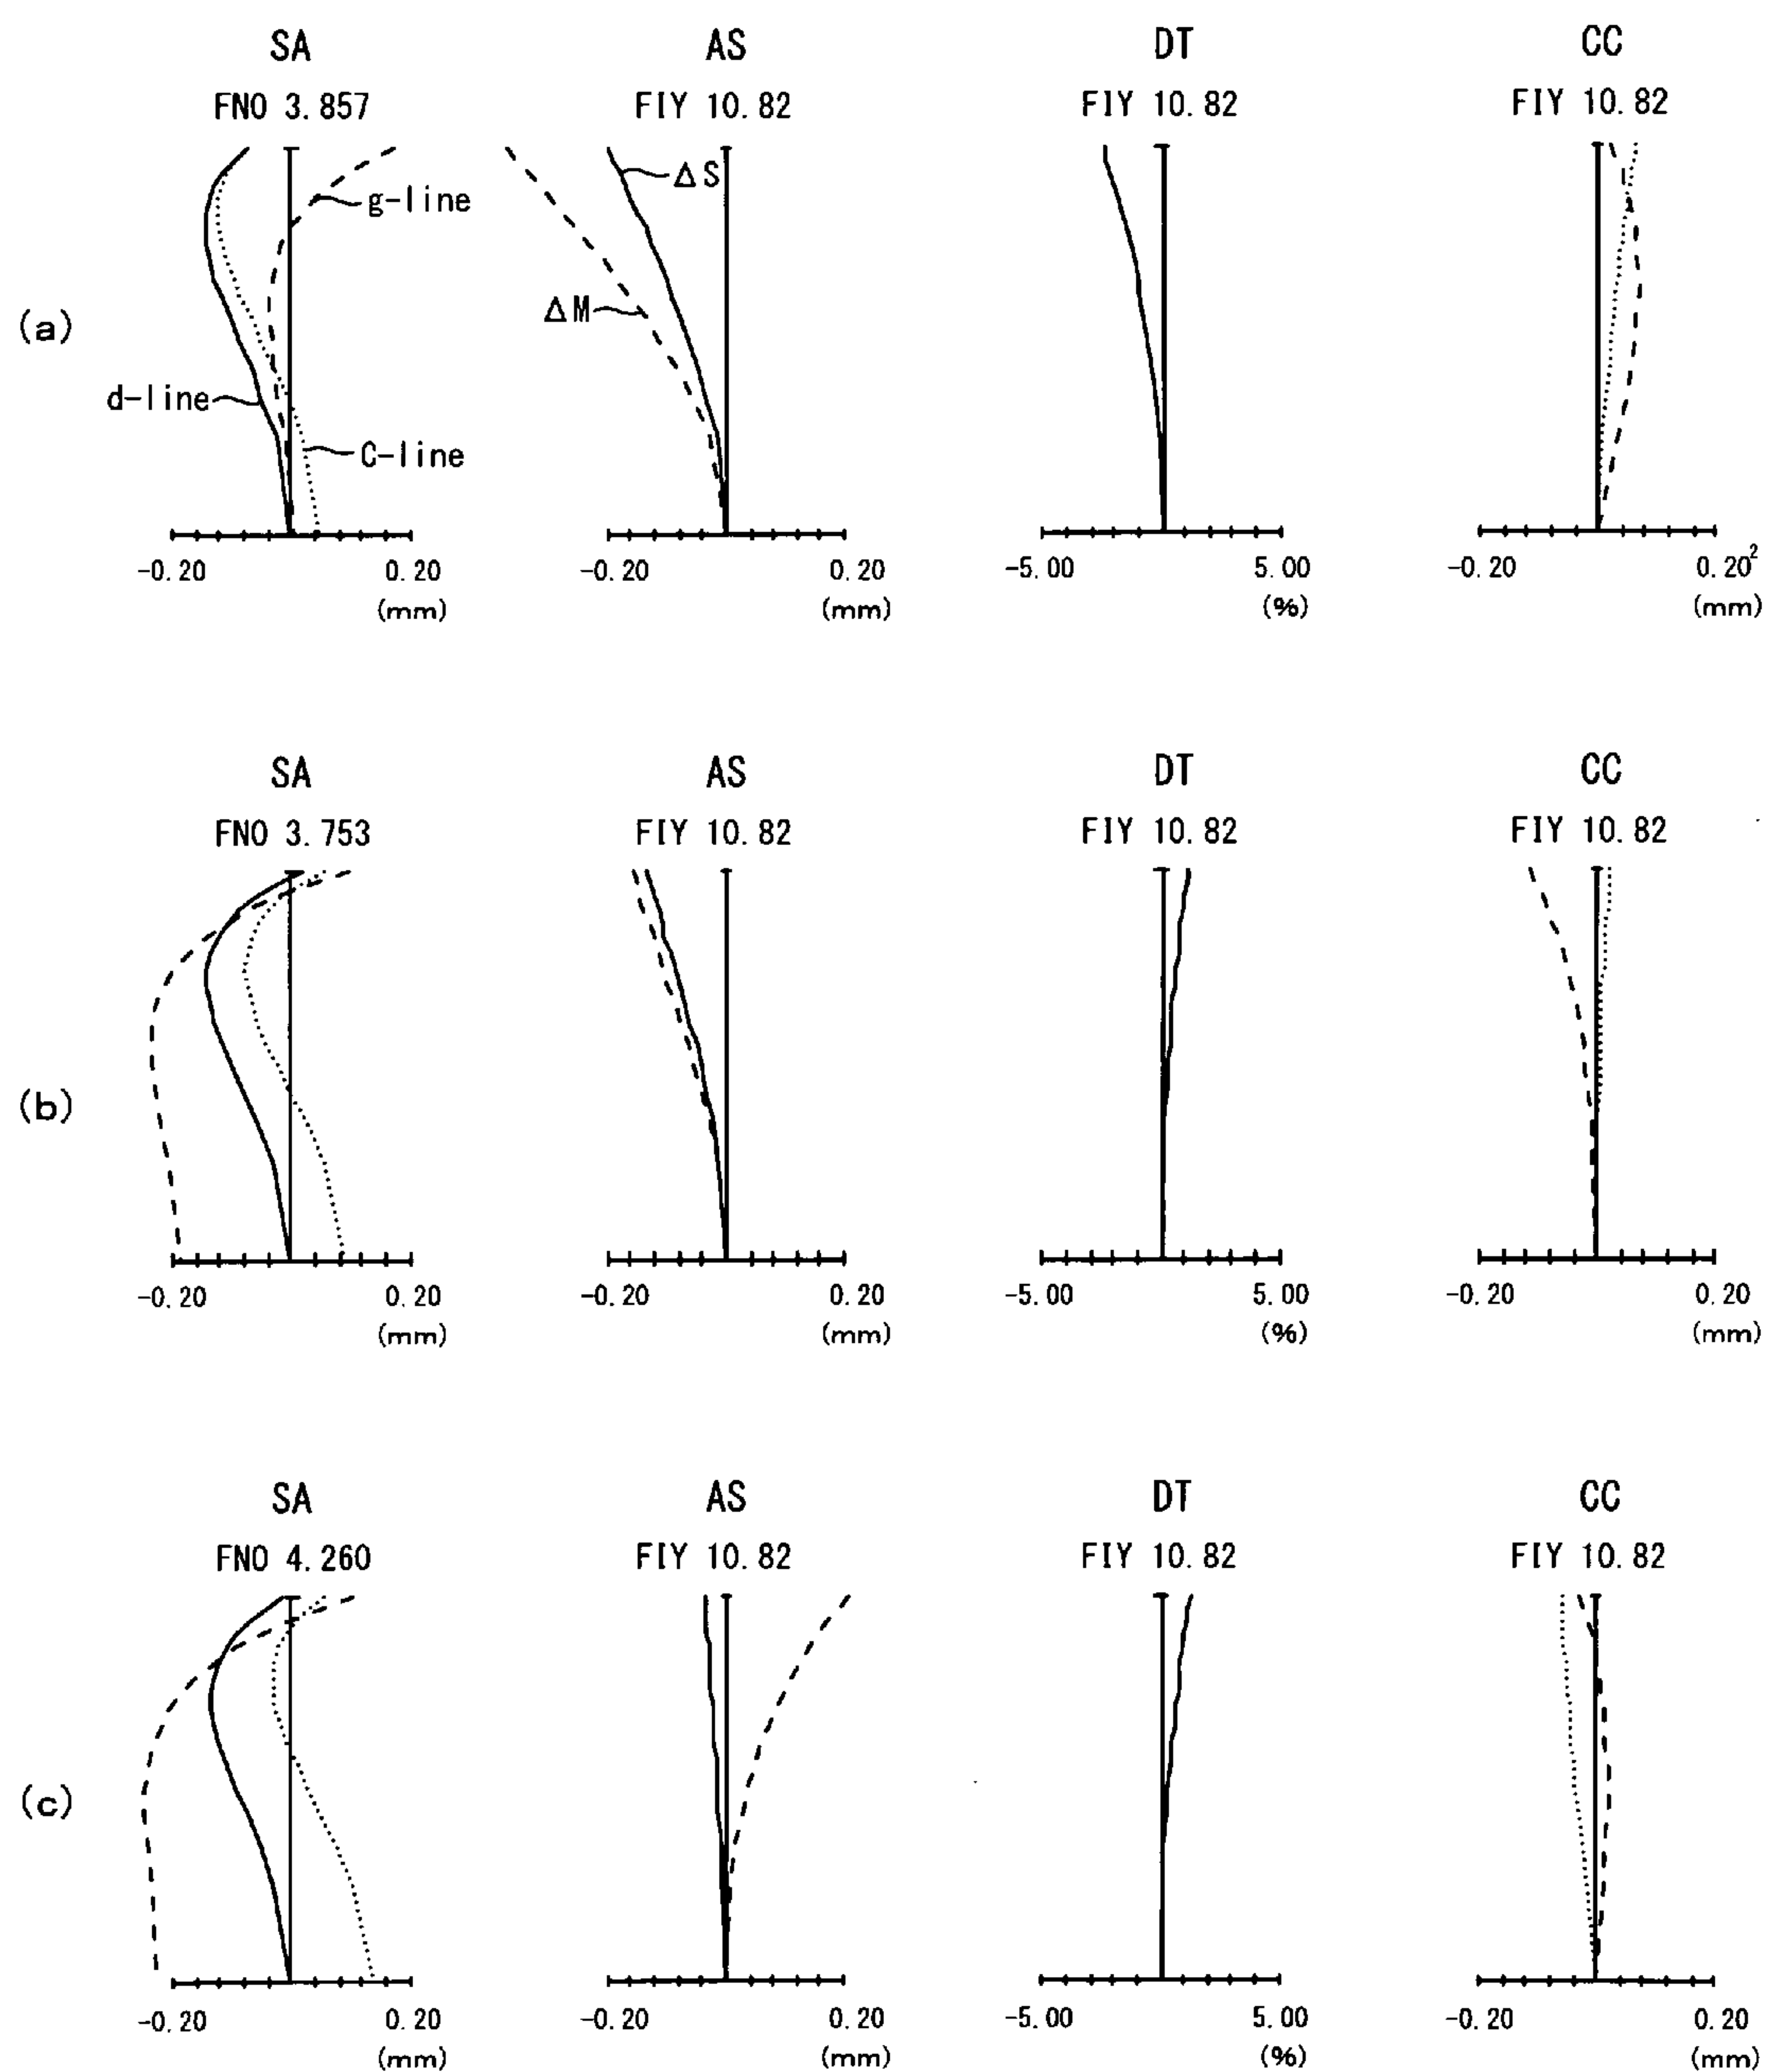 SA AS DT CC
FNO 3.857 FIY 10.82 FIY 10.82 FIY 10.82
ΔS
g-line
ΔM
(a)
d-line
C-line
-0.20 0.20 -0.20 0.20 -5.00 5.00 -0.20 0.20²
(mm) (mm) (%) (mm)
SA AS DT CC
FNO 3.753 FIY 10.82 FIY 10.82 FIY 10.82
(b)
-0.20 0.20 -0.20 0.20 -5.00 5.00 -0.20 0.20
(mm) (mm) (%) (mm)
SA AS DT CC
FNO 4.260 FIY 10.82 FIY 10.82 FIY 10.82
(c)
-0.20 0.20 -0.20 0.20 -5.00 5.00 -0.20 0.20
(mm) (mm) (%) (mm)